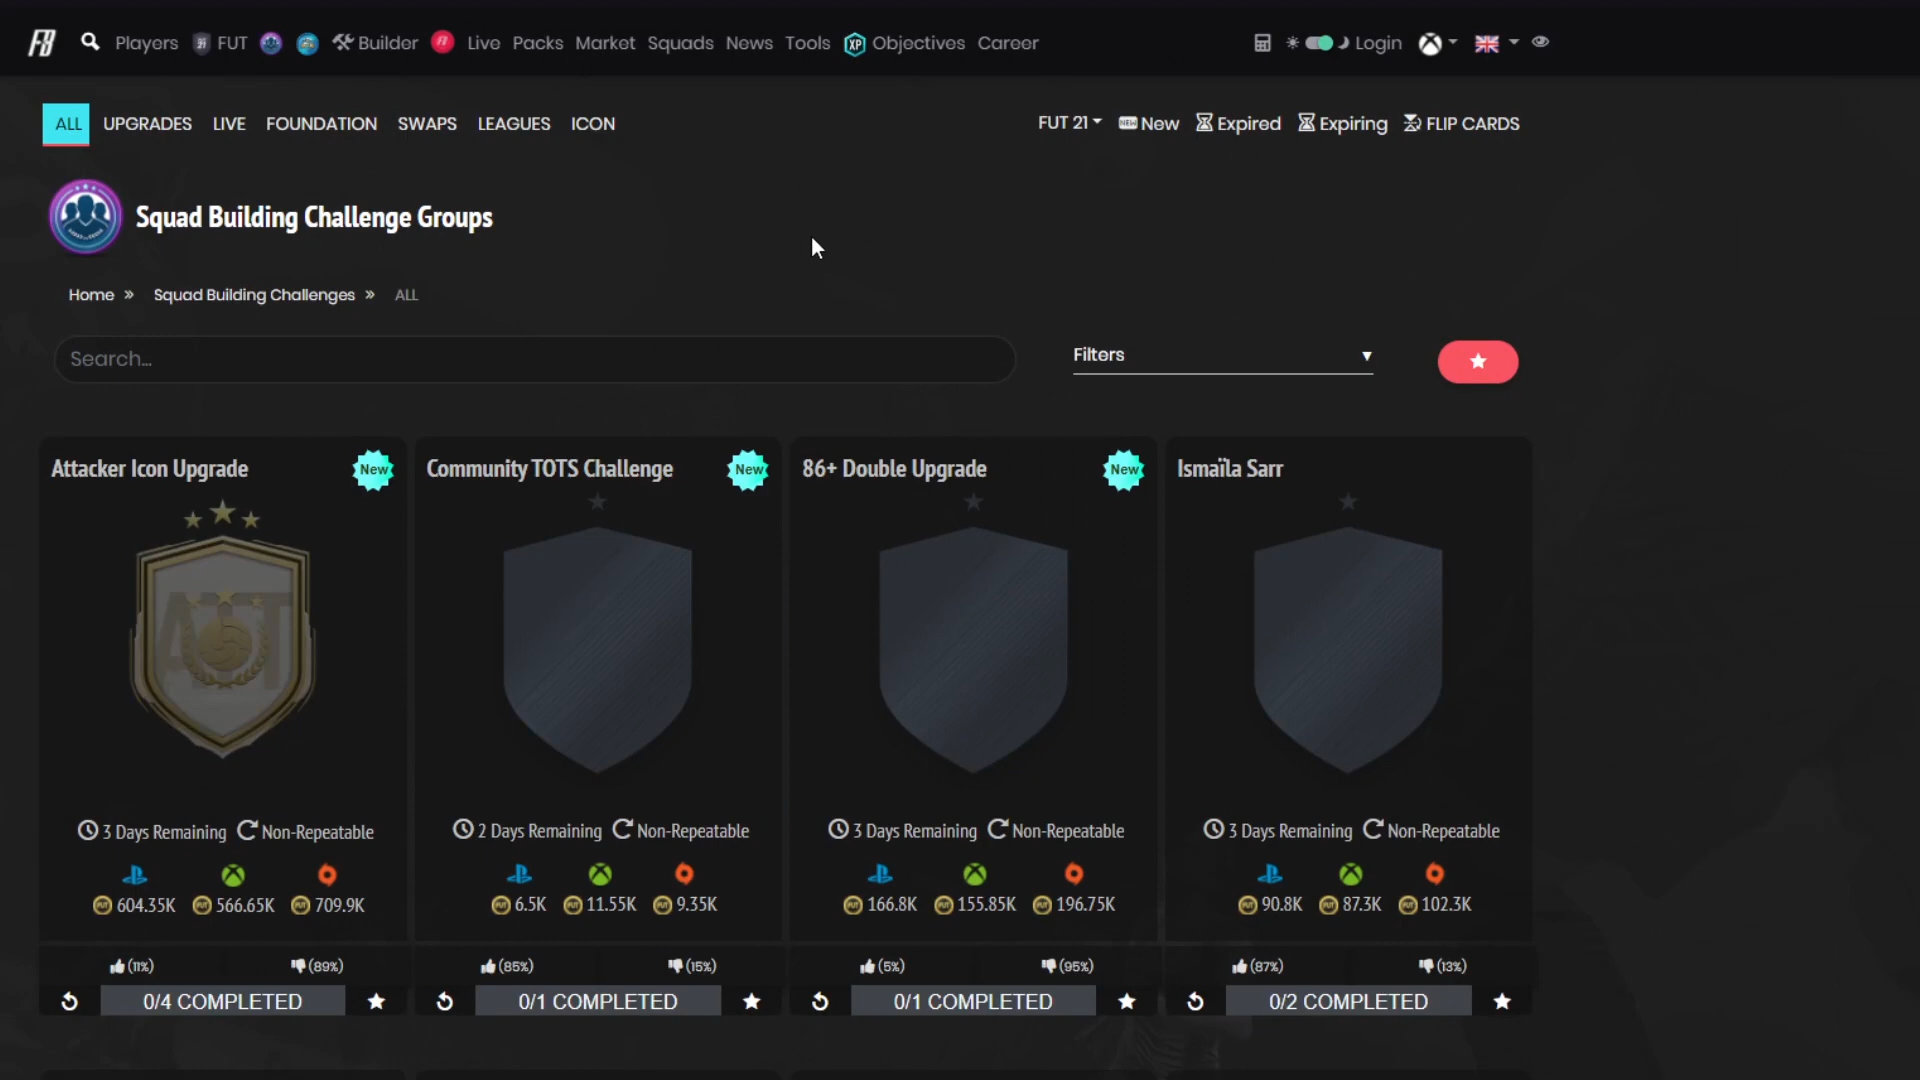 Players FUT Builder Live Packs Market Squads News Tools XP Objectives Career Login
ALL UPGRADES LIVE FOUNDATION SWAPS LEAGUES ICON FUT 21 NEW New Expired Expiring FLIP CARDS
Squad Building Challenge Groups
Home » Squad Building Challenges » ALL
Search...
Filters
Attacker Icon Upgrade New
Community TOTS Challenge New
86+ Double Upgrade New
Ismaïla Sarr
3 Days Remaining Non-Repeatable
2 Days Remaining Non-Repeatable
3 Days Remaining Non-Repeatable
3 Days Remaining Non-Repeatable
604.35K 566.65K 709.9K
6.5K 11.55K 9.35K
166.8K 155.85K 196.75K
90.8K 87.3K 102.3K
(11%) (89%)
(85%) (15%)
(5%) (95%)
(87%) (13%)
0/4 COMPLETED
0/1 COMPLETED
0/1 COMPLETED
0/2 COMPLETED